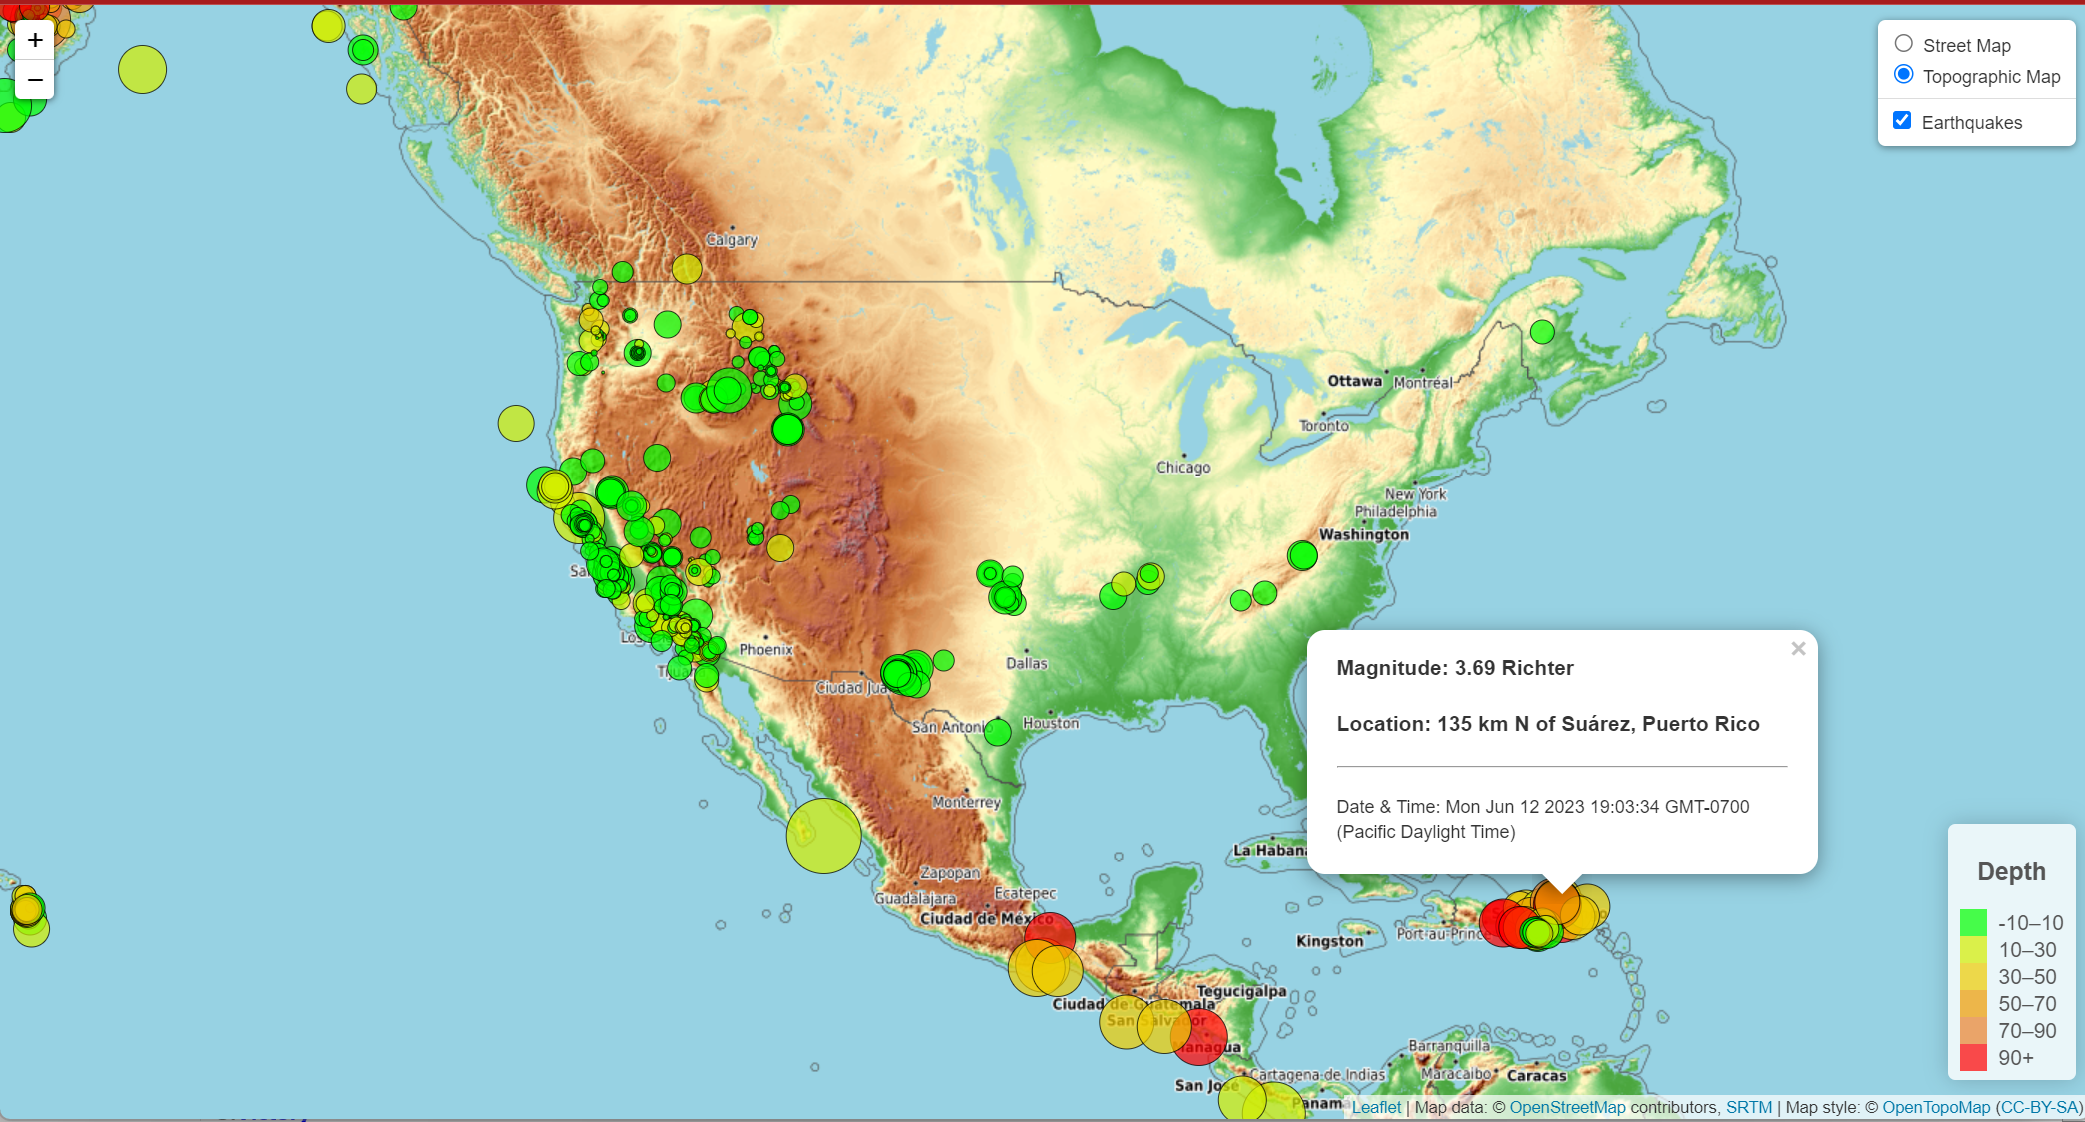 +
−
Street Map
Topographic Map
Earthquakes
Calgary
Ottawa
Montréal
Toronto
Chicago
New York
Philadelphia
Washington
Phoenix
Dallas
Ciudad Jua
San Antonio
Houston
Monterrey
La Habana
Zapopan
Guadalajara
Ecatepec
Ciudad de México
Kingston
Port-au-Prince
Tegucigalpa
Ciudad de Guatemala
San Salvador
Managua
Barranquilla
Maracaibo
Cartagena de Indias
Caracas
San José
Panam
×
Magnitude: 3.69 Richter
Location: 135 km N of Suárez, Puerto Rico
Date & Time: Mon Jun 12 2023 19:03:34 GMT-0700
(Pacific Daylight Time)
Depth
-10–10
10–30
30–50
50–70
70–90
90+
Leaflet | Map data: © OpenStreetMap contributors, SRTM | Map style: © OpenTopoMap (CC-BY-SA)